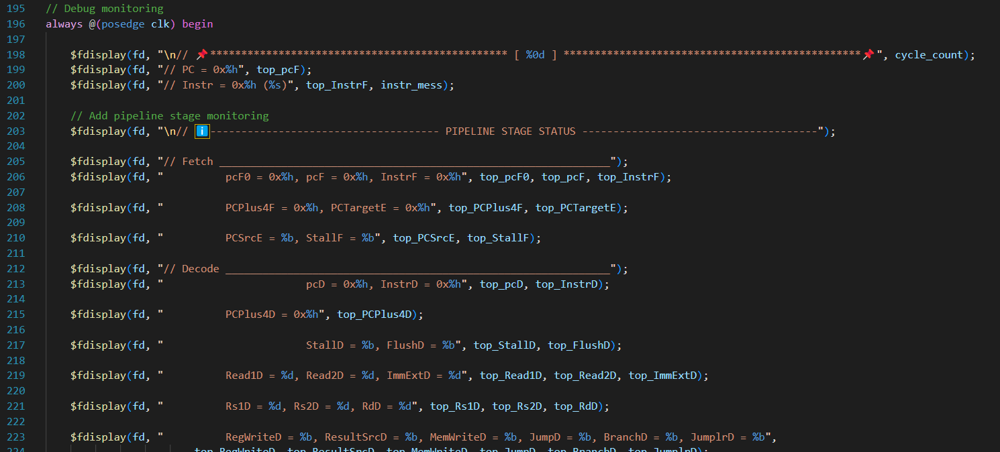 195 // Debug monitoring
196 always @(posedge clk) begin
197
198 $fdisplay(fd, "\n// 📌************************************************ [ %0d ] ************************************************📌", cycle_count);
199 $fdisplay(fd, "// PC = 0x%h", top_pcF);
200 $fdisplay(fd, "// Instr = 0x%h (%s)", top_InstrF, instr_mess);
201
202 // Add pipeline stage monitoring
203 $fdisplay(fd, "\n// ℹ️------------------------------------- PIPELINE STAGE STATUS --------------------------------------");
204
205 $fdisplay(fd, "// Fetch _______________________________________________________________");
206 $fdisplay(fd, "          pcF0 = 0x%h, pcF = 0x%h, InstrF = 0x%h", top_pcF0, top_pcF, top_InstrF);
207
208 $fdisplay(fd, "          PCPlus4F = 0x%h, PCTargetE = 0x%h", top_PCPlus4F, top_PCTargetE);
209
210 $fdisplay(fd, "          PCSrcE = %b, StallF = %b", top_PCSrcE, top_StallF);
211
212 $fdisplay(fd, "// Decode ______________________________________________________________");
213 $fdisplay(fd, "                       pcD = 0x%h, InstrD = 0x%h", top_pcD, top_InstrD);
214
215 $fdisplay(fd, "          PCPlus4D = 0x%h", top_PCPlus4D);
216
217 $fdisplay(fd, "                       StallD = %b, FlushD = %b", top_StallD, top_FlushD);
218
219 $fdisplay(fd, "          Read1D = %d, Read2D = %d, ImmExtD = %d", top_Read1D, top_Read2D, top_ImmExtD);
220
221 $fdisplay(fd, "          Rs1D = %d, Rs2D = %d, RdD = %d", top_Rs1D, top_Rs2D, top_RdD);
222
223 $fdisplay(fd, "          RegWriteD = %b, ResultSrcD = %b, MemWriteD = %b, JumpD = %b, BranchD = %b, JumplrD = %b",
224 top_RegWriteD, top_ResultSrcD, top_MemWriteD, top_JumpD, top_BranchD, top_JumplrD);